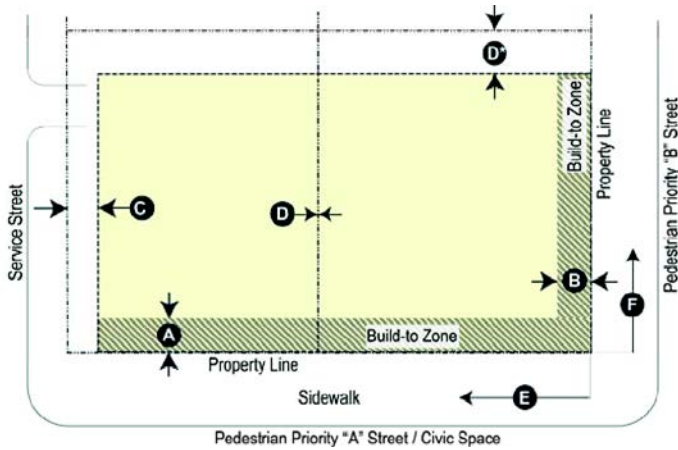 D*
Build-to Zone
Property Line
Pedestrian Priority "B" Street
Service Street
C
D
B
F
A
Build-to Zone
Property Line
Sidewalk
E
Pedestrian Priority "A" Street / Civic Space